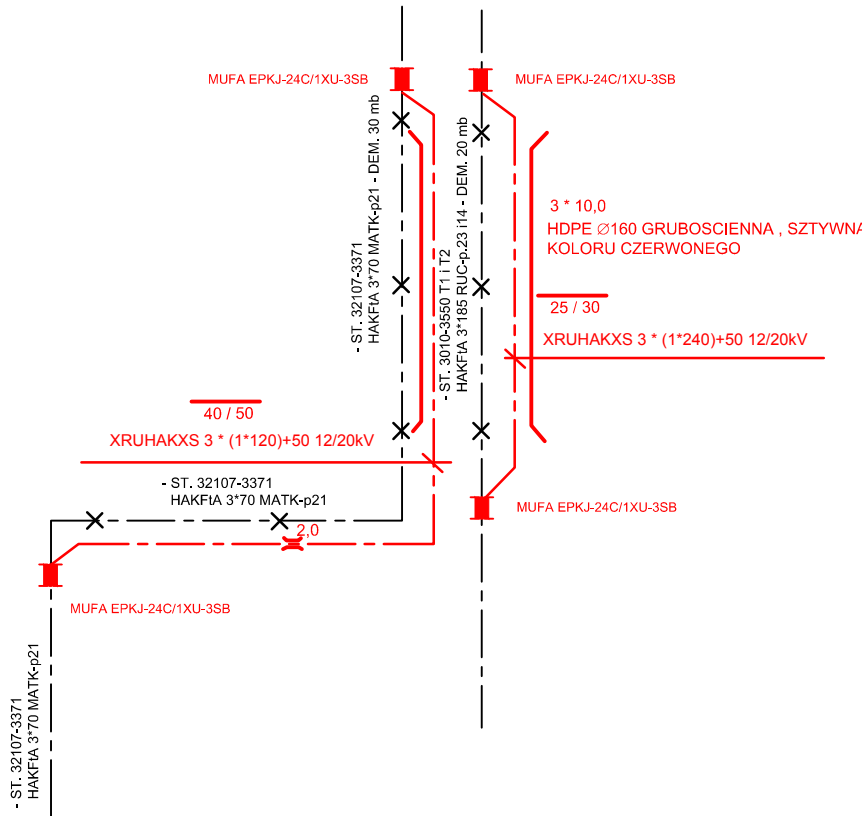 MUFA EPKJ-24C/1XU-3SB
MUFA EPKJ-24C/1XU-3SB
- ST. 32107-3371
HAKFtA 3*70 MATK-p21 - DEM. 30 mb
- ST. 3010-3550 T1 i T2
HAKFtA 3*185 RUC-p.23 i14 - DEM. 20 mb
3 * 10,0
HDPE Ø160 GRUBOSCIENNA , SZTYWNA
KOLORU CZERWONEGO
25 / 30
XRUHAKXS 3 * (1*240)+50 12/20kV
40 / 50
XRUHAKXS 3 * (1*120)+50 12/20kV
- ST. 32107-3371
HAKFtA 3*70 MATK-p21
2,0
MUFA EPKJ-24C/1XU-3SB
MUFA EPKJ-24C/1XU-3SB
- ST. 32107-3371
HAKFtA 3*70 MATK-p21